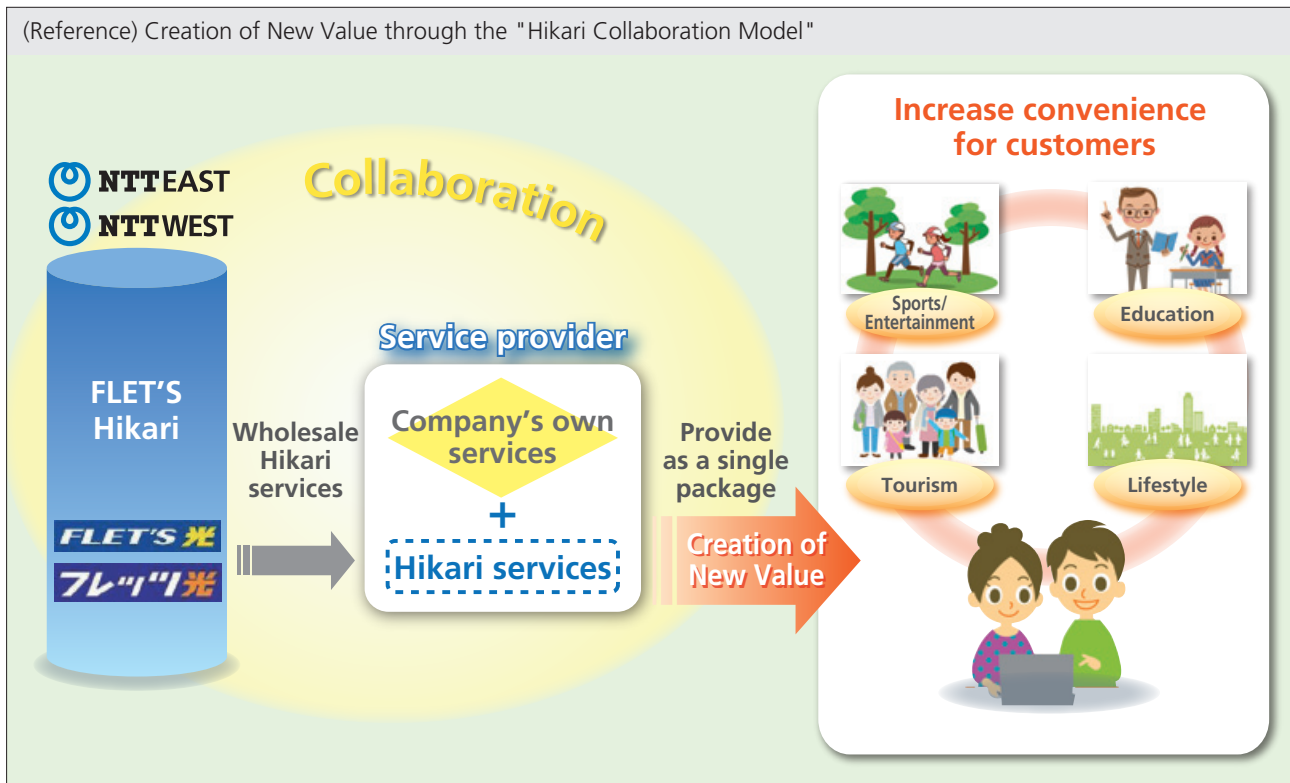 (Reference) Creation of New Value through the "Hikari Collaboration Model"
NTT EAST
NTT WEST
FLET'S
Hikari
FLET'S 光
フレッツ光
Collaboration
Wholesale
Hikari
services
Service provider
Company's own
services
+
Hikari services
Provide
as a single
package
Creation of
New Value
Increase convenience
for customers
Sports/
Entertainment
Education
Tourism
Lifestyle